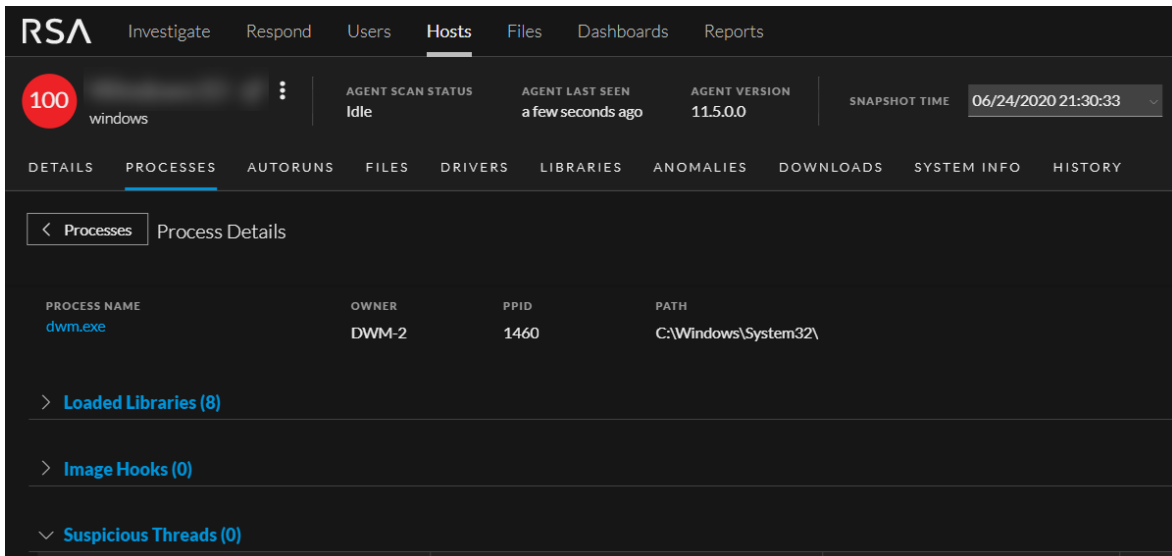 RSA Investigate Respond Users Hosts Files Dashboards Reports
100 windows
AGENT SCAN STATUS AGENT LAST SEEN AGENT VERSION SNAPSHOT TIME 06/24/2020 21:30:33
Idle a few seconds ago 11.5.0.0
DETAILS PROCESSES AUTORUNS FILES DRIVERS LIBRARIES ANOMALIES DOWNLOADS SYSTEM INFO HISTORY
< Processes Process Details
PROCESS NAME OWNER PPID PATH
dwm.exe DWM-2 1460 C:\Windows\System32\
Loaded Libraries (8)
Image Hooks (0)
Suspicious Threads (0)